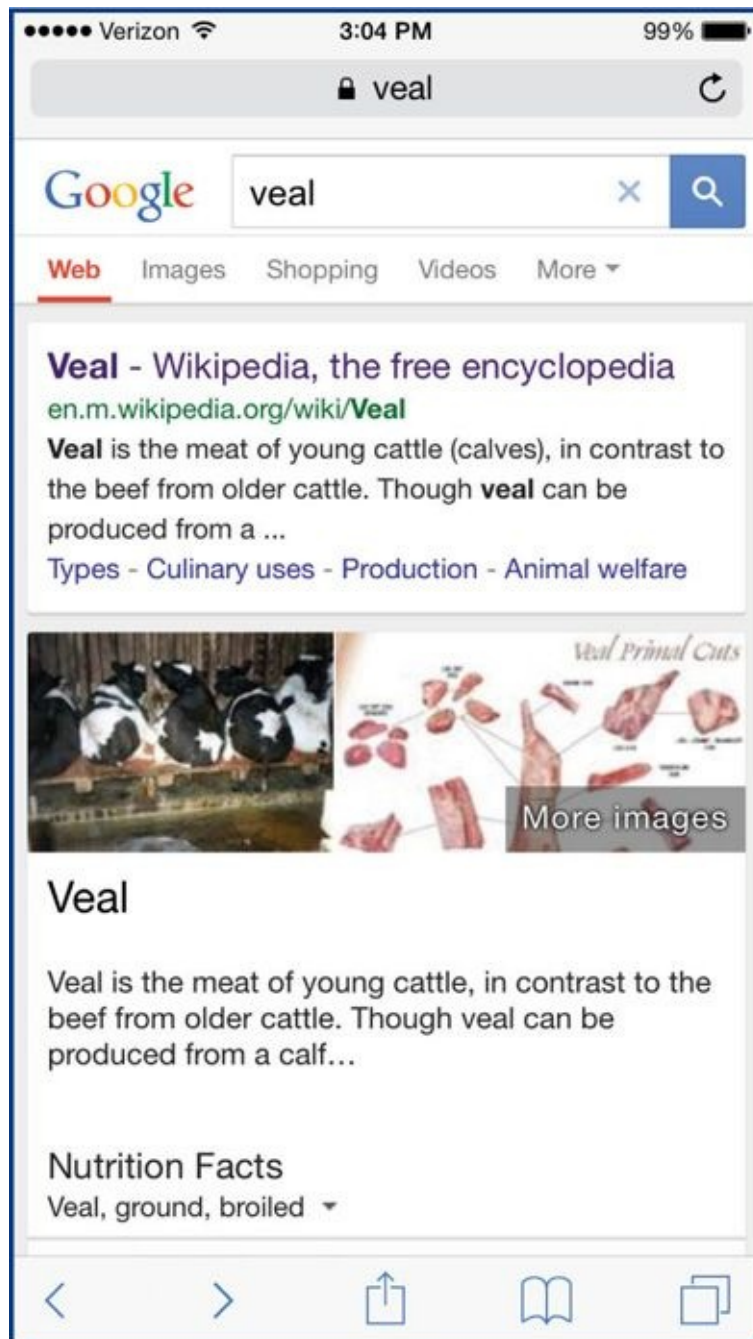 Verizon 3:04 PM 99%
veal
Google veal
Web Images Shopping Videos More
Veal - Wikipedia, the free encyclopedia
en.m.wikipedia.org/wiki/Veal
Veal is the meat of young cattle (calves), in contrast to
the beef from older cattle. Though veal can be
produced from a ...
Types - Culinary uses - Production - Animal welfare
Veal Primal Cuts
More images
Veal
Veal is the meat of young cattle, in contrast to the
beef from older cattle. Though veal can be
produced from a calf...
Nutrition Facts
Veal, ground, broiled